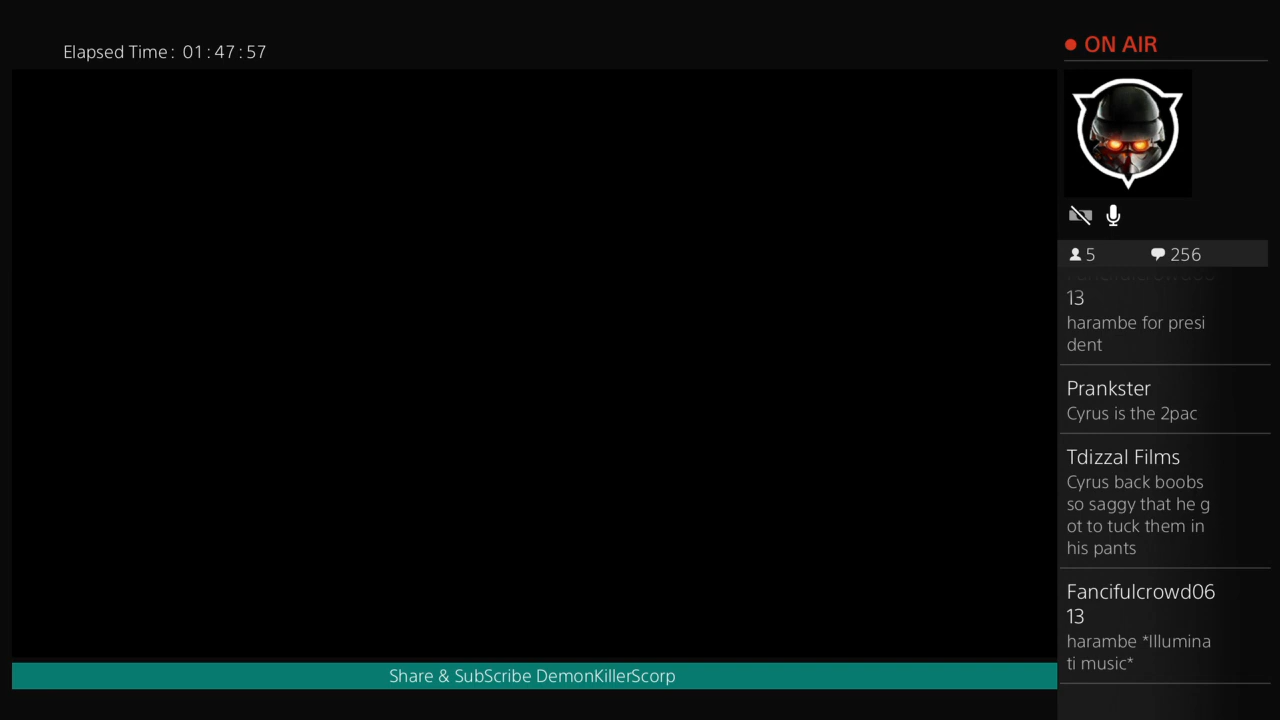 Elapsed Time: 01:47:57
ON AIR
5 256
13
harambe for presi
dent
Prankster
Cyrus is the 2pac
Tdizzal Films
Cyrus back boobs
so saggy that he g
ot to tuck them in
his pants
Fancifulcrowd06
13
harambe *Illumina
ti music*
Share & SubScribe DemonKillerScorp